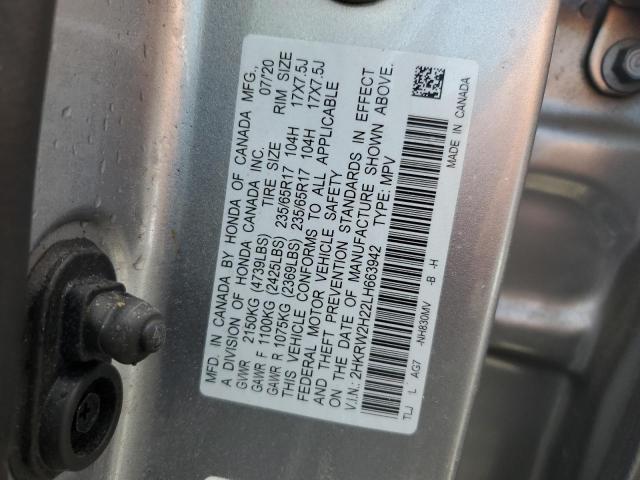 MFD. IN CANADA BY HONDA OF CANADA MFG.,
A DIVISION OF HONDA CANADA INC. 07/20
GVWR 2150KG (4739LBS) TIRE SIZE RIM SIZE
GAWR F 1100KG (2425LBS) 235/65R17 104H 17X7.5J
GAWR R 1075KG (2369LBS) 235/65R17 104H 17X7.5J
THIS VEHICLE CONFORMS TO ALL APPLICABLE
FEDERAL MOTOR VEHICLE SAFETY
AND THEFT PREVENTION STANDARDS IN EFFECT
ON THE DATE OF MANUFACTURE SHOWN ABOVE.
V.I.N.: 2HKRW2H22LH663942 TYPE: MPV
TLJ L AG7 -NH830MV -B -H
MADE IN CANADA